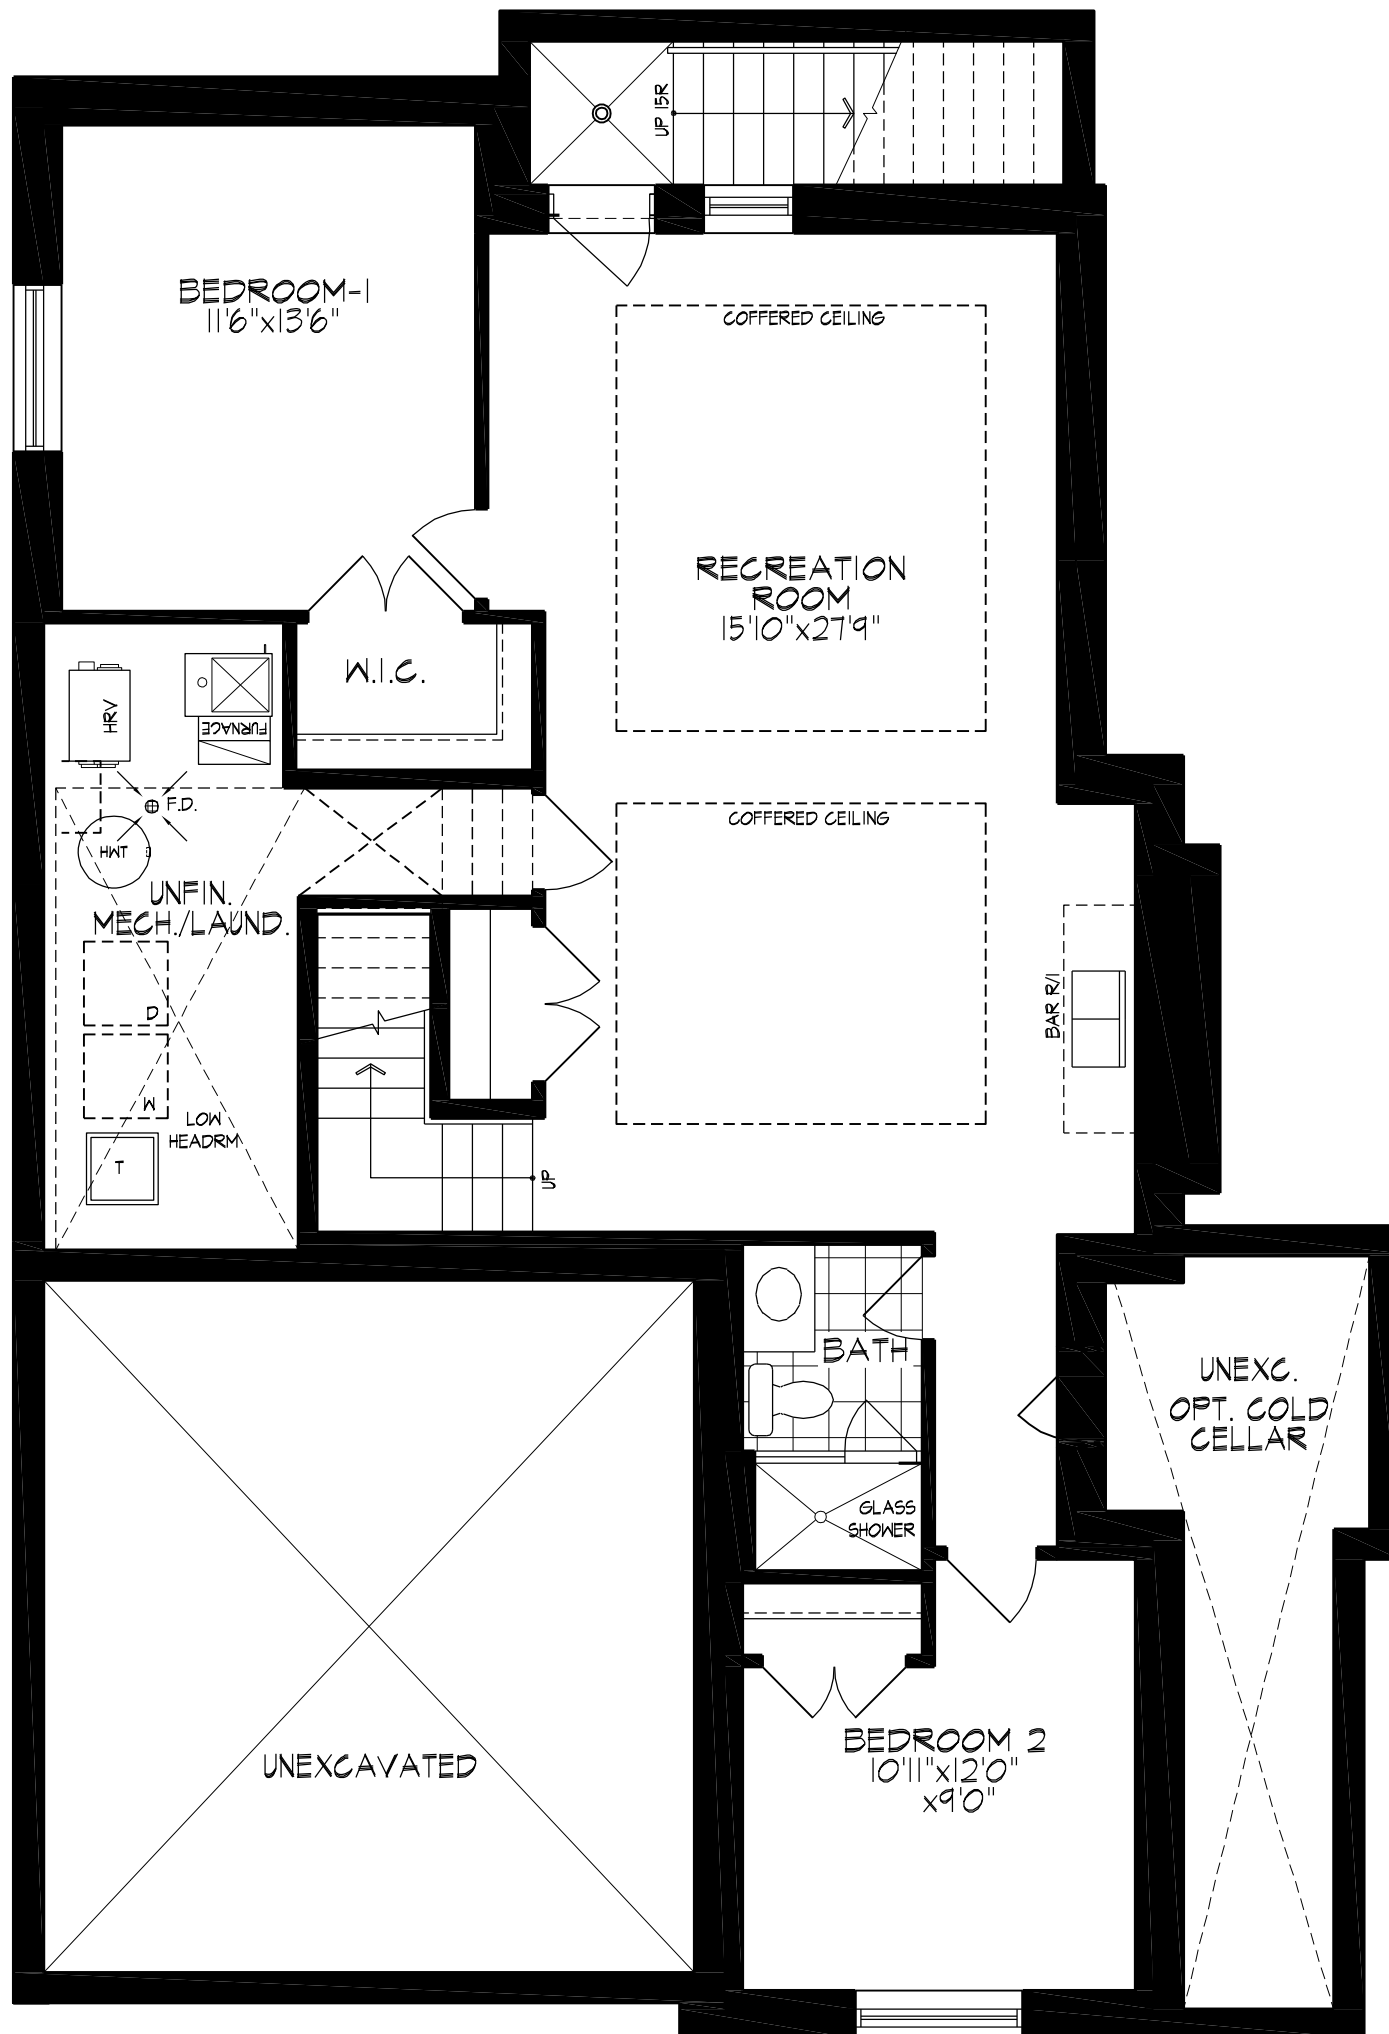 UP 15R
BEDROOM-1
11'6"x13'6"
COFFERED CEILING
RECREATION
ROOM
15'10"x27'9"
W.I.C.
HRV
FURNACE
F.D.
HWT
COFFERED CEILING
UNFIN.
MECH./LAUND.
D
W
LOW
HEADRM
T
BAR R/I
UP
BATH
UNEXC.
OPT. COLD
CELLAR
GLASS
SHOWER
UNEXCAVATED
BEDROOM 2
10'11"x12'0"
x9'0"